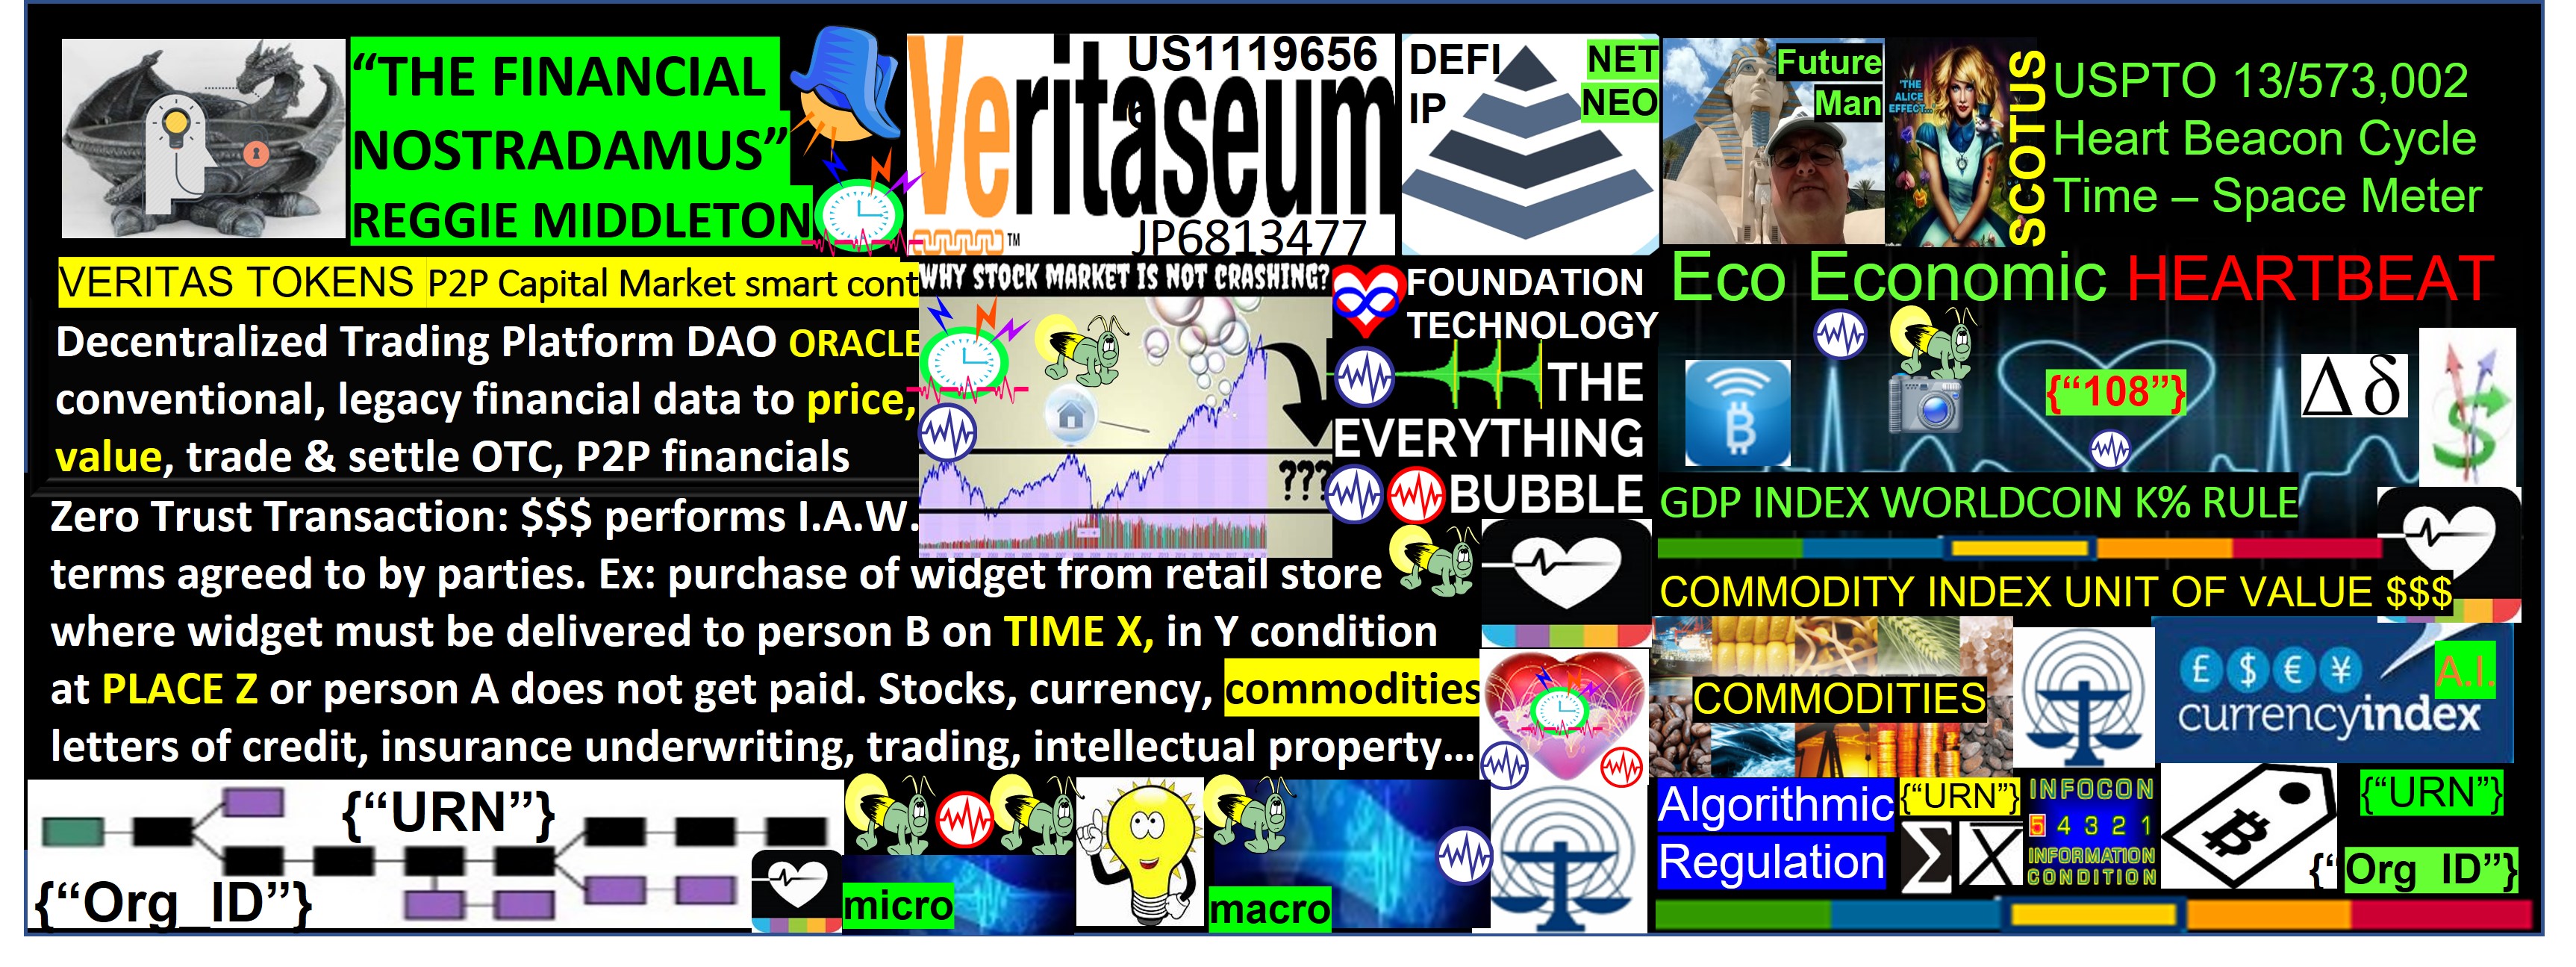 “THE FINANCIAL
NOSTRADAMUS”
REGGIE MIDDLETON
US1119656
Veritaseum
TM
JP6813477
DEFI
IP
NET
NEO
Future
Man
'THE
ALICE
EFFECT...'
SCOTUS
USPTO 13/573,002
Heart Beacon Cycle
Time – Space Meter
VERITAS TOKENS P2P Capital Market smart cont
Decentralized Trading Platform DAO ORACLE
conventional, legacy financial data to price,
value, trade & settle OTC, P2P financials
Zero Trust Transaction: $$$ performs I.A.W.
terms agreed to by parties. Ex: purchase of widget from retail store
where widget must be delivered to person B on TIME X, in Y condition
at PLACE Z or person A does not get paid. Stocks, currency, commodities
letters of credit, insurance underwriting, trading, intellectual property...
WHY STOCK MARKET IS NOT CRASHING?
???
FOUNDATION
TECHNOLOGY
THE
EVERYTHING
BUBBLE
Eco Economic HEARTBEAT
{“108”}
Δ δ
$
GDP INDEX WORLDCOIN K% RULE
COMMODITY INDEX UNIT OF VALUE $$$
COMMODITIES
£ $ € ¥
A.I.
currencyindex
{“URN”}
{“Org_ID”}
micro
macro
Algorithmic
Regulation
{“URN”}
Σ X
INFOCON
5 4 3 2 1
INFORMATION
CONDITION
{“URN”}
{“Org ID”}